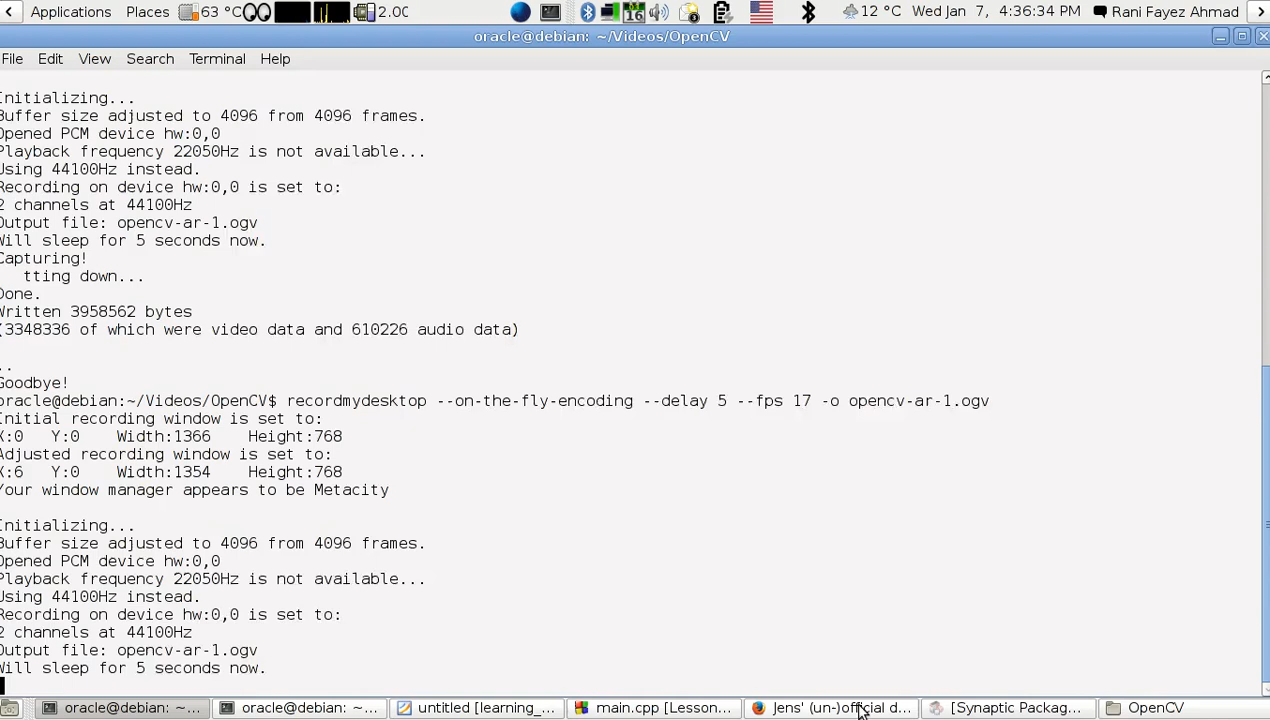 Applications Places 63 °C 2.00 16 12 °C Wed Jan 7, 4:36:34 PM Rani Fayez Ahmad
oracle@debian: ~/Videos/OpenCV
File Edit View Search Terminal Help
Initializing...
Buffer size adjusted to 4096 from 4096 frames.
Opened PCM device hw:0,0
Playback frequency 22050Hz is not available...
Using 44100Hz instead.
Recording on device hw:0,0 is set to:
2 channels at 44100Hz
Output file: opencv-ar-1.ogv
Will sleep for 5 seconds now.
Capturing!
tting down...
Done.
Written 3958562 bytes
(3348336 of which were video data and 610226 audio data)
..
Goodbye!
oracle@debian:~/Videos/OpenCV$ recordmydesktop --on-the-fly-encoding --delay 5 --fps 17 -o opencv-ar-1.ogv
Initial recording window is set to:
X:0 Y:0 Width:1366 Height:768
Adjusted recording window is set to:
X:6 Y:0 Width:1354 Height:768
Your window manager appears to be Metacity
Initializing...
Buffer size adjusted to 4096 from 4096 frames.
Opened PCM device hw:0,0
Playback frequency 22050Hz is not available...
Using 44100Hz instead.
Recording on device hw:0,0 is set to:
2 channels at 44100Hz
Output file: opencv-ar-1.ogv
Will sleep for 5 seconds now.
oracle@debian: ~... oracle@debian: ~... untitled [learning_... main.cpp [Lesson... Jens' (un-)official d... [Synaptic Packag... OpenCV